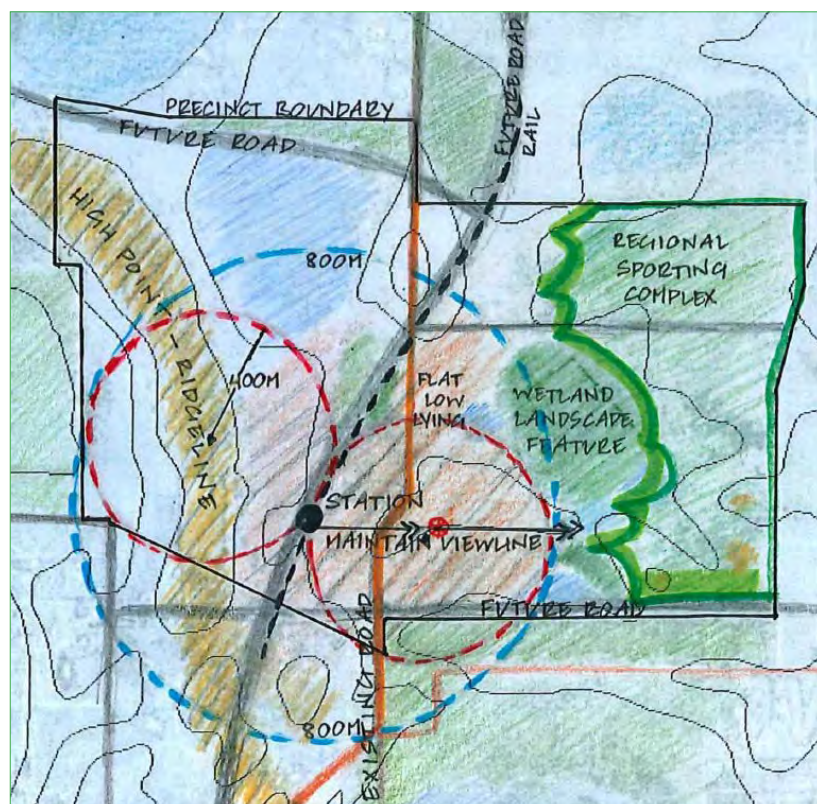 PRECINCT BOUNDARY
FUTURE ROAD
FUTURE ROAD
RAIL
HIGH POINT - RIDGELINE
800M
400M
REGIONAL
SPORTING
COMPLEX
FLAT
LOW
LYING
WETLAND
LANDSCAPE
FEATURE
STATION
MAINTAIN VIEWLINE
FUTURE ROAD
EXISTING ROAD
800M